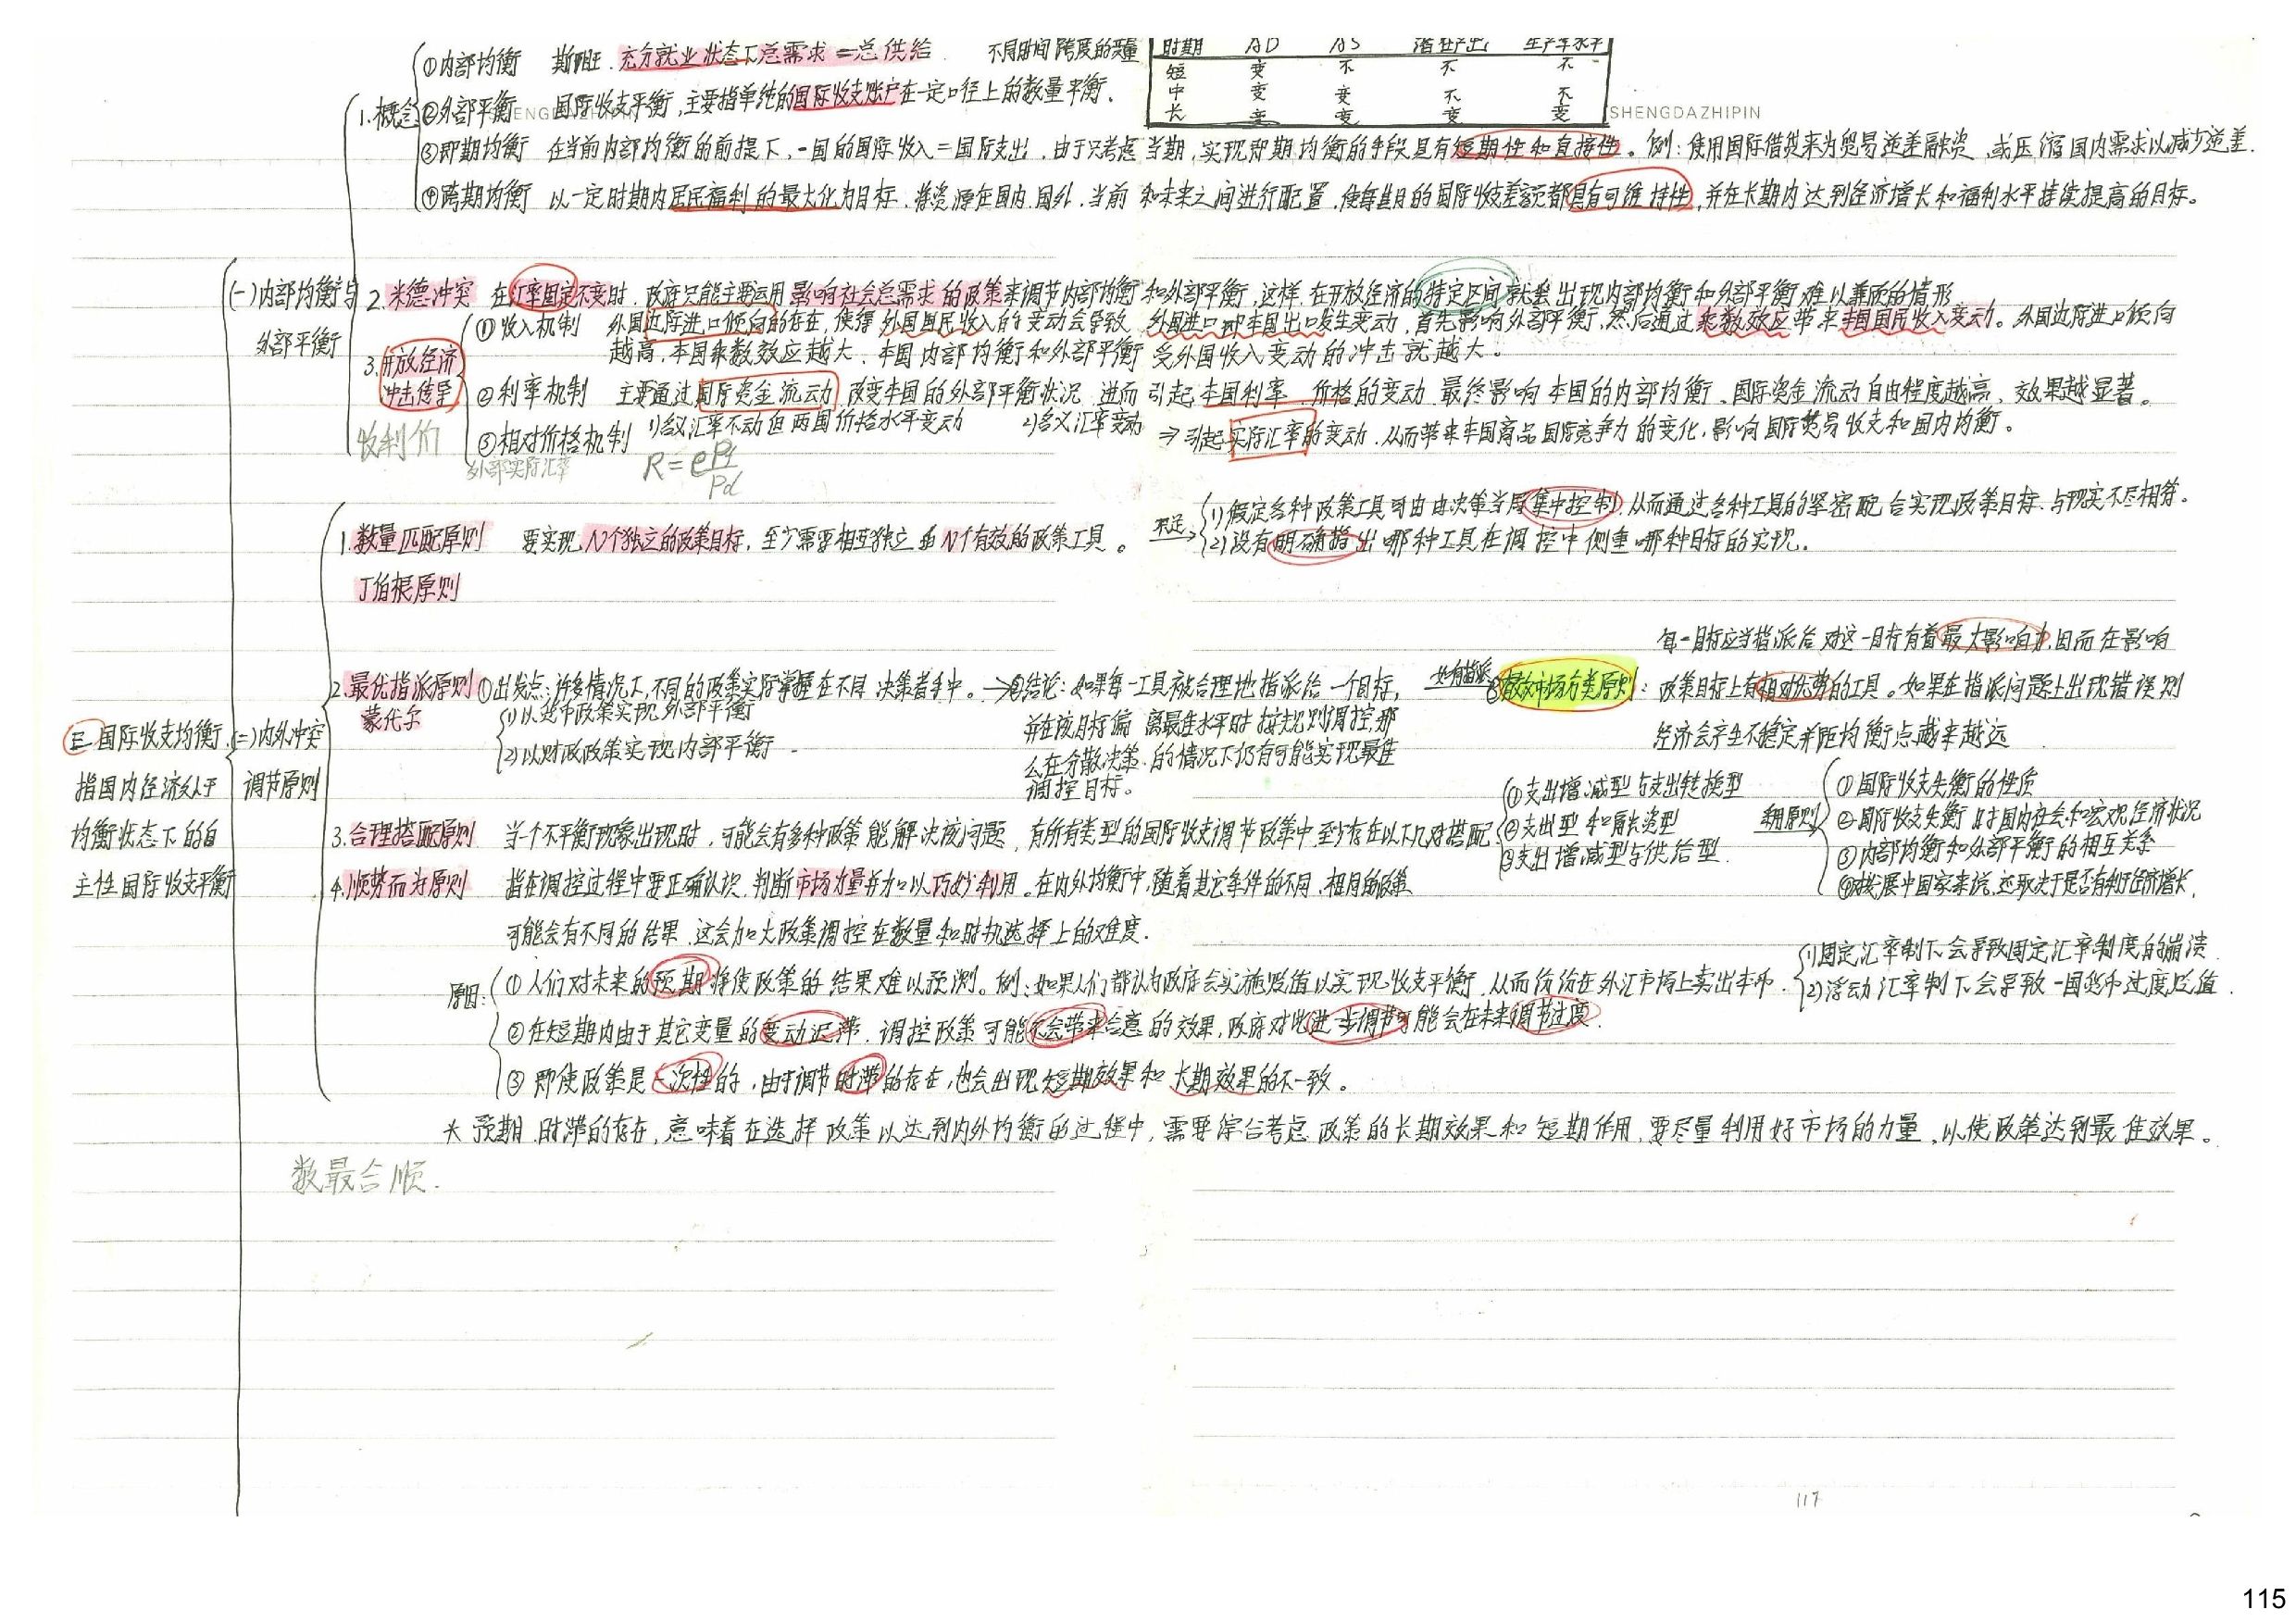 ①内部均衡 斯旺. 充分就业状态下总需求=总供给. 不同时间跨度的
时期 AD AS 潜在产出 生产率水平
短 变 不 不 不
中 变 变 不 不
长 变 变 变 变
1.概念 ②外部平衡 国际收支平衡,主要指单纯的国际收支账户在一定口径上的数量平衡.
SHENGDAZHIPIN
③即期均衡 在当前内部均衡的前提下,一国的国际收入=国际支出.由于只考虑当期,实现即期均衡的手段具有短期性和直接性。例:使用国际借贷来为贸易逆差融资,或压缩国内需求以减少逆差.
④跨期均衡 以一定时期内居民福利的最大化为目标.将资源在国内.国外.当前和未来之间进行配置,使每期的国际收支差额都具有可维持性,并在长期内达到经济增长和福利水平持续提高的目标。
(一)内部均衡与 2.米德冲突 在汇率固定不变时.政府只能主要运用影响社会总需求的政策来调节内部均衡和外部平衡,这样.在开放经济的特定区间就会出现内部均衡和外部平衡难以兼顾的情形
外部平衡
3.开放经济
冲击传导
①收入机制 外国边际进口倾向的存在,使得外国国民收入的变动会导致外国进口即本国出口发生变动,首先影响外部平衡,然后通过乘数效应带来本国国民收入变动。外国边际进口倾向
越高,本国乘数效应越大.本国内部均衡和外部平衡受外国收入变动的冲击就越大。
②利率机制 主要通过国际资金流动改变本国的外部平衡状况 进而引起本国利率.价格的变动.最终影响本国的内部均衡.国际资金流动自由程度越高,效果越显著。
收利价
③相对价格机制 1)名义汇率不动但两国价格水平变动 2)名义汇率变动 ⇒引起实际汇率的变动.从而带来本国商品国际竞争力的变化,影响国际贸易收支和国内均衡。
外部实际汇率 R=e Pf/Pd
1.数量匹配原则 要实现N个独立的政策目标,至少需要相互独立的N个有效的政策工具。
丁伯根原则
不足→
(1)假定各种政策工具可由决策当局集中控制,从而通过各种工具的紧密配合实现政策目标.与现实不尽相符。
(2)没有明确指出哪种工具在调控中侧重哪种目标的实现.
2.最优指派原则 ①出发点:许多情况下,不同的政策实际掌握在不同决策者手中。→②结论:如果每一工具被合理地指派给一个目标,
蒙代尔
(1)以货币政策实现外部平衡
(2)以财政政策实现内部平衡.
并在该目标偏离最佳水平时按规则调控,那
么在分散决策的情况下仍有可能实现最佳
调控目标。
如何指派 ③有效市场分类原则:
每一目标应当指派给对这一目标有着最大影响力,因而在影响
政策目标上有相对优势的工具。如果在指派问题上出现错误则
经济会产生不稳定并距均衡点越来越远
三 国际收支均衡. (二)内外冲突
指国内经济处于 调节原则
均衡状态下的自
主性国际收支平衡
3.合理搭配原则 当一个不平衡现象出现时,可能会有多种政策能解决该问题,有所有类型的国际收支调节政策中至少存在以下几对搭配
①支出增减型与支出转换型
②支出型和融资型
③支出增减型与供给型
原则
①国际收支失衡的性质
②国际收支失衡时国内社会和宏观经济状况
③内部均衡和外部平衡的相互关系
④对发展中国家来说,还取决于是否有利于经济增长.
4.顺势而为原则 指在调控过程中要正确认识.判断市场力量并加以巧妙利用。在内外均衡中,随着其它条件的不同,相同的政策
可能会有不同的结果.这会加大政策调控在数量和时机选择上的难度.
原因:
①人们对未来的预期将使政策的结果难以预测。例:如果人们都认为政府会实施贬值以实现收支平衡,从而纷纷在外汇市场上卖出本币.
(1)固定汇率制下会导致固定汇率制度的崩溃.
(2)浮动汇率制下会导致一国货币过度贬值.
②在短期内由于其它变量的变动迟滞.调控政策可能不会带来合意的效果,政府对此进一步调节可能会在未来调节过度.
③即使政策是一次性的,由于调节时滞的存在,也会出现短期效果和长期效果的不一致。
*预期.时滞的存在,意味着在选择政策以达到内外均衡的过程中,需要综合考虑政策的长期效果和短期作用,要尽量利用好市场的力量,以使政策达到最佳效果。
数最合顺.
117
115